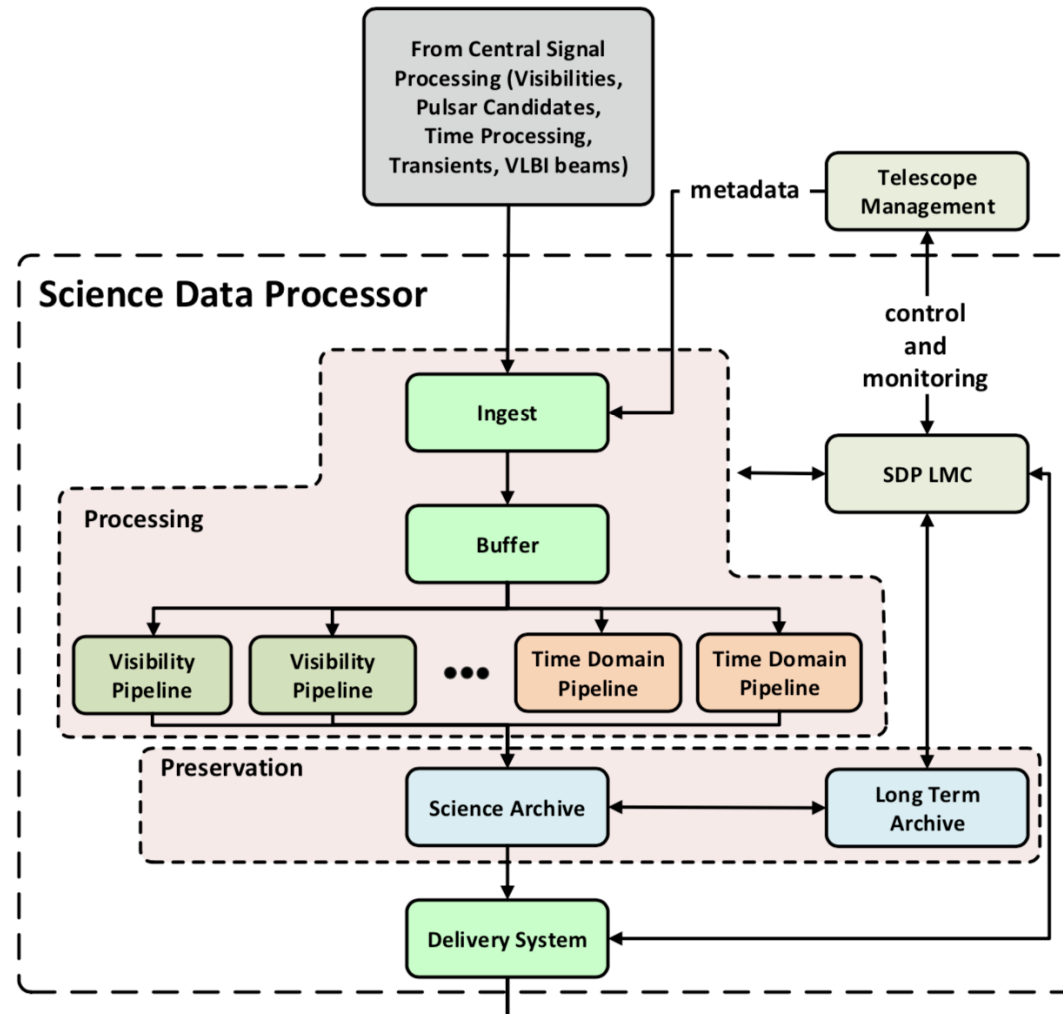 From Central Signal
Processing (Visibilities,
Pulsar Candidates,
Time Processing,
Transients, VLBI beams)
metadata
Telescope
Management
Science Data Processor
control
and
monitoring
Ingest
SDP LMC
Processing
Buffer
Visibility
Pipeline
Visibility
Pipeline
•••
Time Domain
Pipeline
Time Domain
Pipeline
Preservation
Science Archive
Long Term
Archive
Delivery System